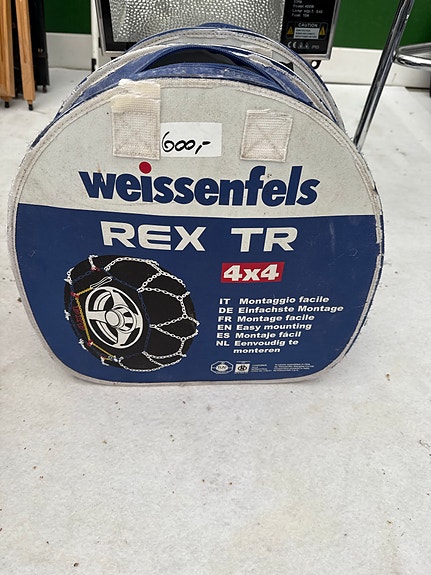 CAUTION
600,-
weissenfels
REX TR
4x4
IT Montaggio facile
DE Einfachste Montage
FR Montage facile
EN Easy mounting
ES Montaje fácil
NL Eenvoudig te
monteren